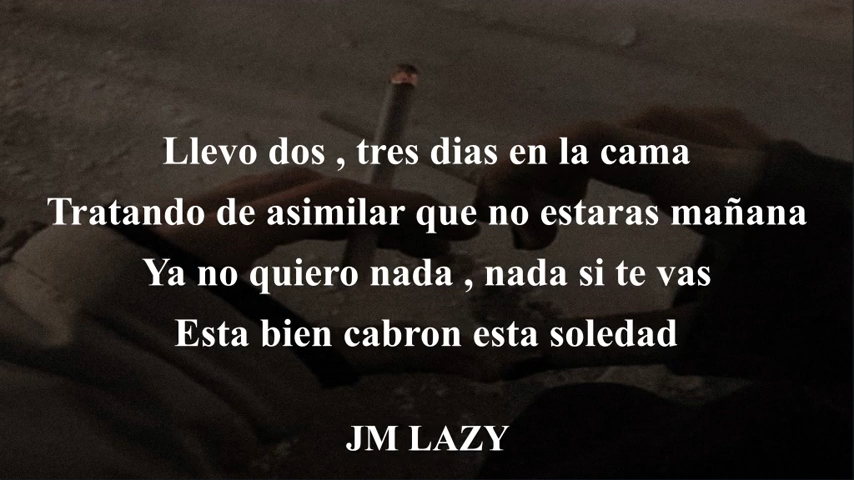 Llevo dos , tres dias en la cama
Tratando de asimilar que no estaras mañana
Ya no quiero nada , nada si te vas
Esta bien cabron esta soledad
JM LAZY